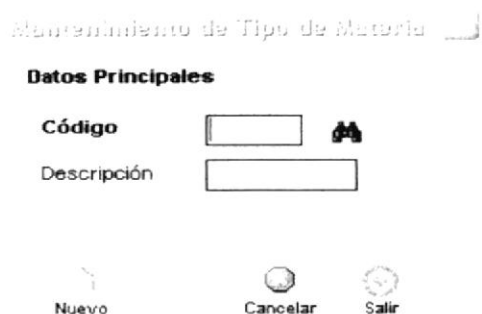 Mantenimiento de Tipo de Materia
Datos Principales
Código
Descripción
Nuevo Cancelar Salir